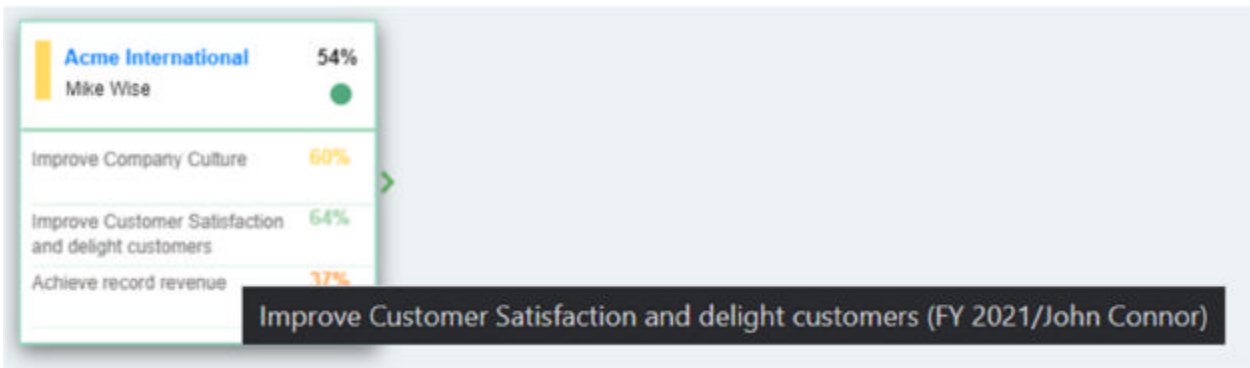 Acme International 54%
Mike Wise
Improve Company Culture 60%
Improve Customer Satisfaction 64%
and delight customers
Achieve record revenue 37%
Improve Customer Satisfaction and delight customers (FY 2021/John Connor)